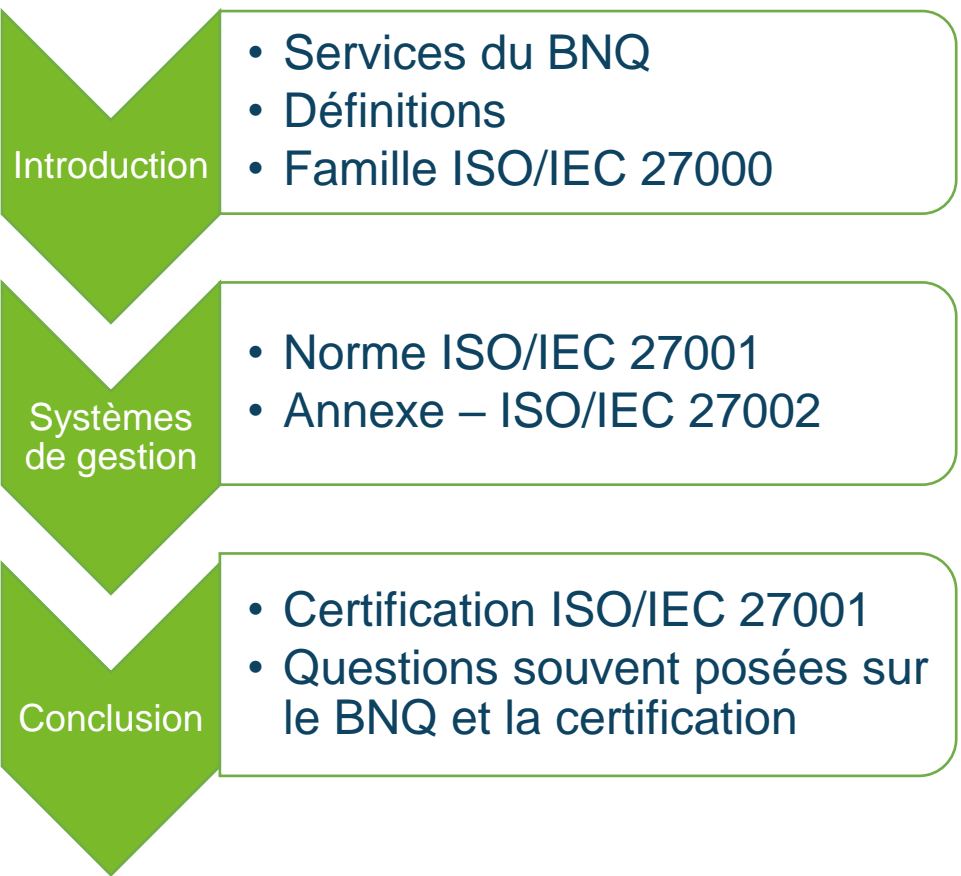 Introduction
• Services du BNQ
• Définitions
• Famille ISO/IEC 27000
Systèmes
de gestion
• Norme ISO/IEC 27001
• Annexe – ISO/IEC 27002
Conclusion
• Certification ISO/IEC 27001
• Questions souvent posées sur
le BNQ et la certification